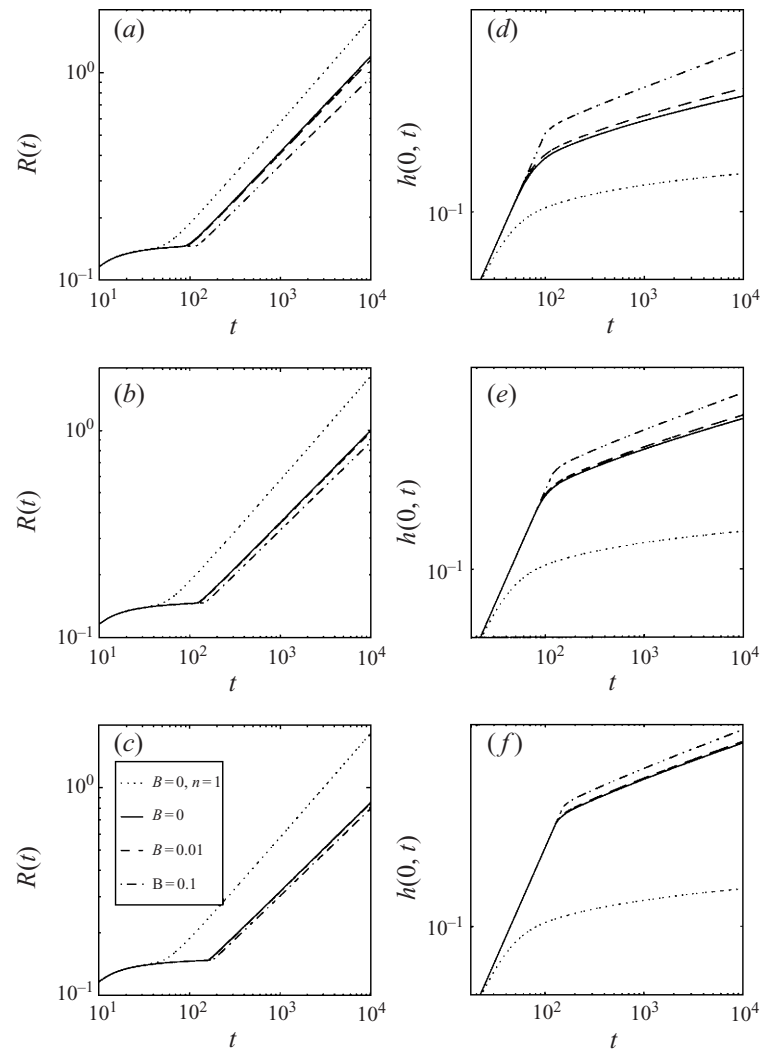 (a)
10^0
R(t)
10^-1
10^1 10^2 10^3 10^4
t
(d)
h(0, t)
10^-1
10^2 10^3 10^4
t
(b)
10^0
R(t)
10^-1
10^1 10^2 10^3 10^4
t
(e)
h(0, t)
10^-1
10^2 10^3 10^4
t
(c)
10^0
B=0, n=1
B=0
B=0.01
B=0.1
R(t)
10^-1
10^1 10^2 10^3 10^4
t
(f)
h(0, t)
10^-1
10^2 10^3 10^4
t